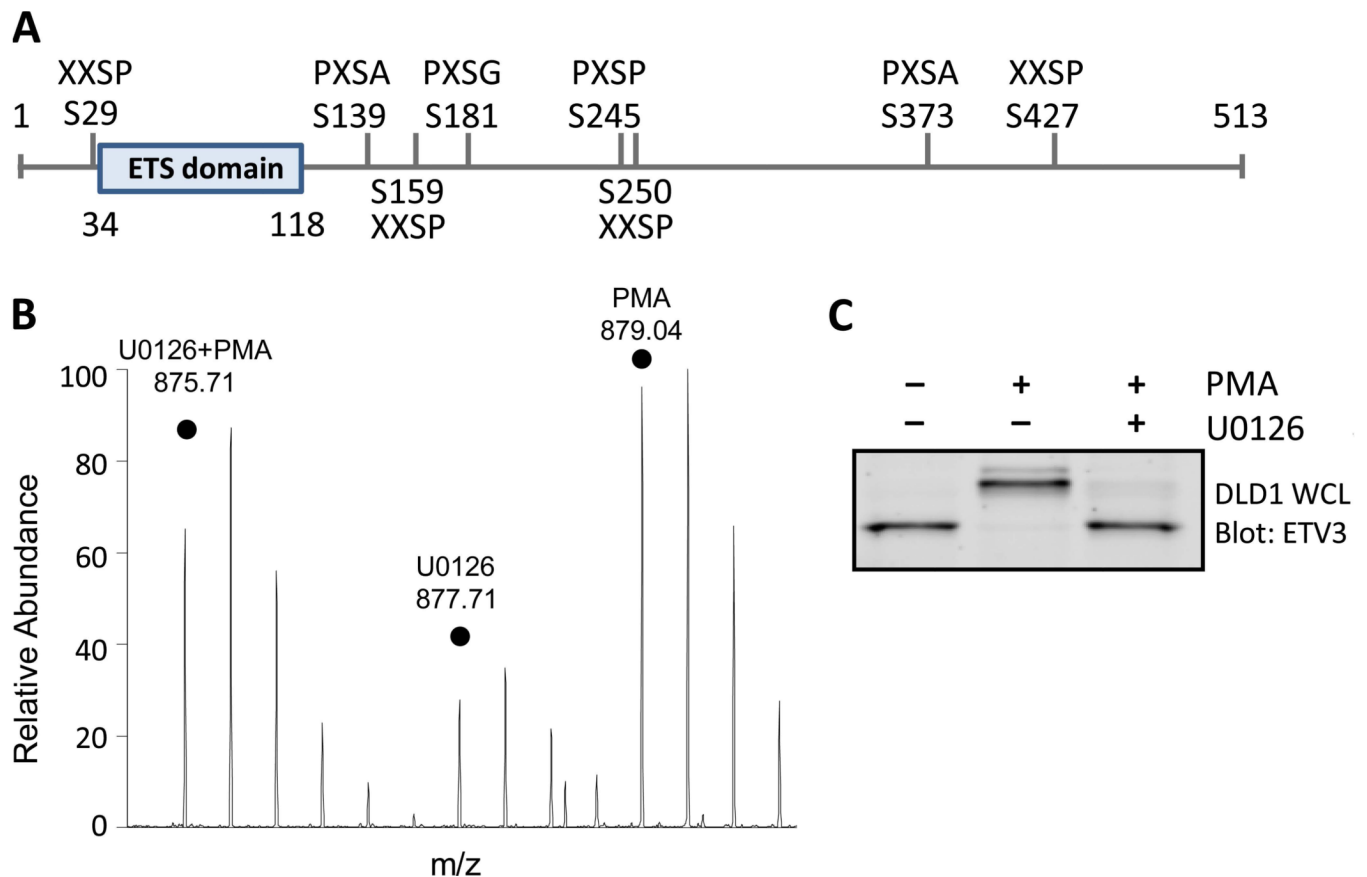 A
XXSP PXSA PXSG PXSP PXSA XXSP
1 S29 S139 S181 S245 S373 S427 513
ETS domain
S159 S250
34 118 XXSP XXSP
B
U0126+PMA
875.71
PMA
879.04
U0126
877.71
100
80
60
40
20
0
Relative Abundance
m/z
C
– + + PMA
– – + U0126
DLD1 WCL
Blot: ETV3